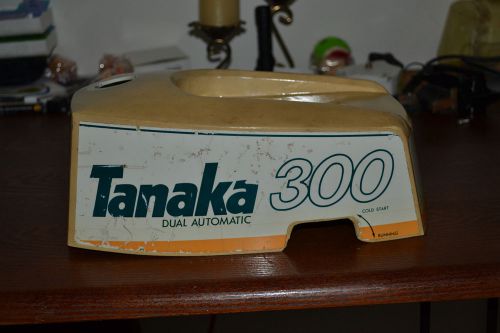 Tanaka 300
DUAL AUTOMATIC
COLD START
RUNNING